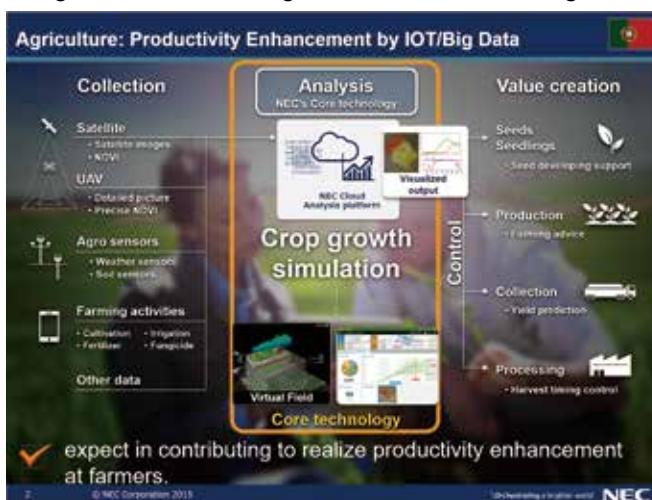 Agriculture: Productivity Enhancement by IOT/Big Data
Collection
Satellite
• Satellite images
• NDVI
UAV
• Detailed picture
• Precise NDVI
Agro sensors
• Weather sensors
• Soil sensors
Farming activities
• Cultivation • Irrigation
• Fertilizer • Fungicide
Other data
Analysis
NEC's Core technology
NEC Cloud
Analysis platform
Visualized
output
Crop growth
simulation
Virtual Field
Core technology
Control
Value creation
Seeds
Seedlings
• Seed developing support
Production
• Farming advice
Collection
• Yield prediction
Processing
• Harvest timing control
expect in contributing to realize productivity enhancement
at farmers.
2 © NEC Corporation 2015
NEC